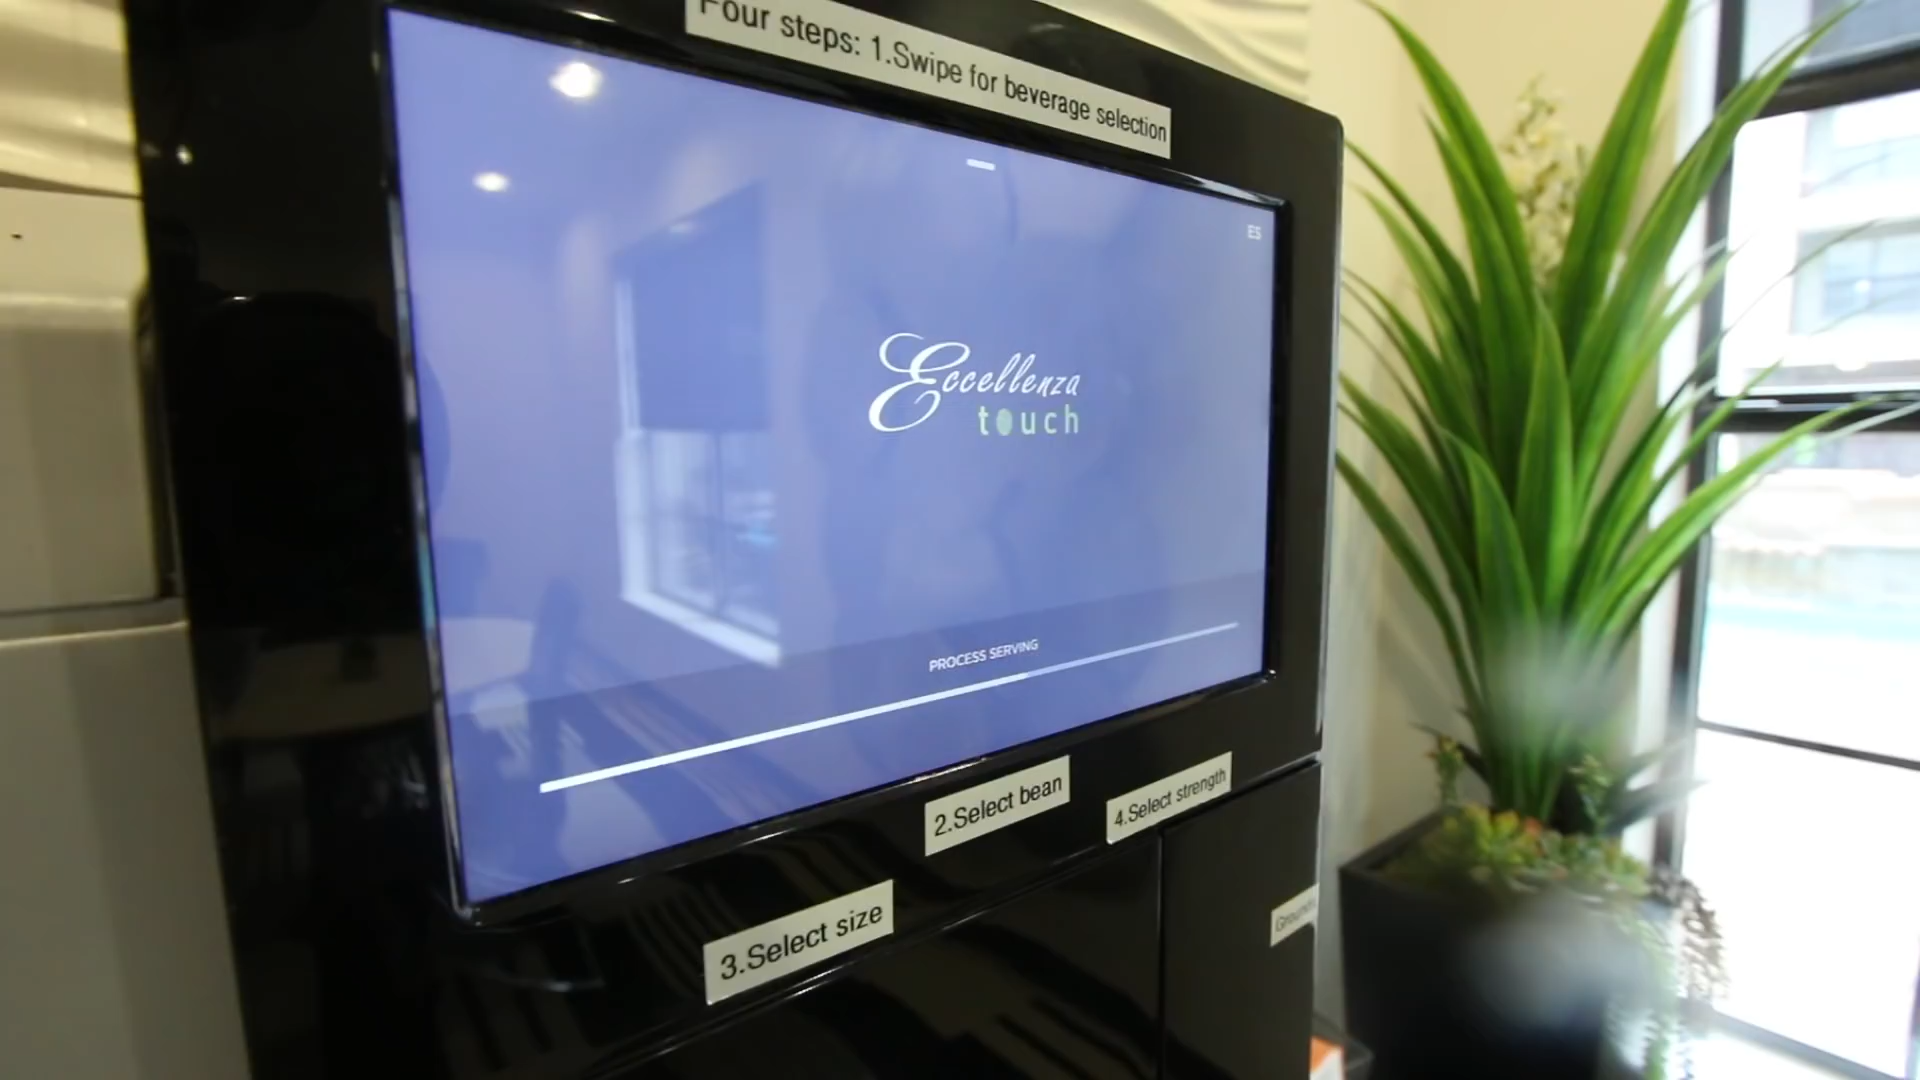 Four steps: 1.Swipe for beverage selection
ES
Eccellenza
touch
PROCESS SERVING
2.Select bean
4.Select strength
3.Select size